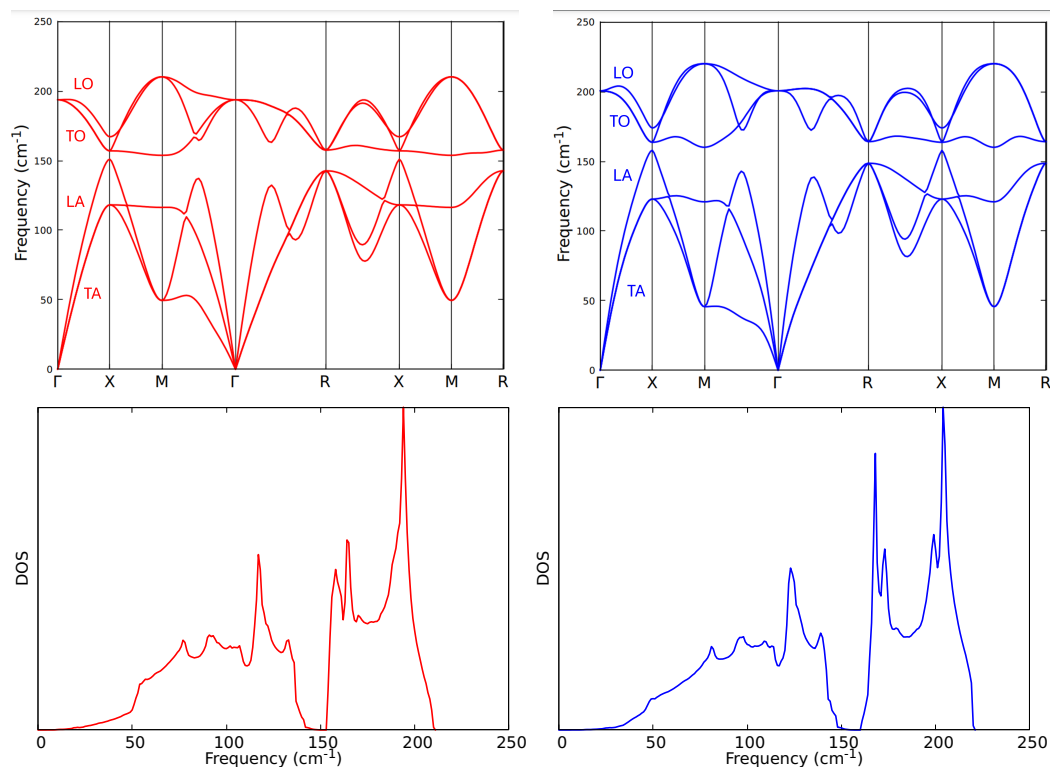 250
200
150
100
50
0
Frequency (cm-1)
LO
TO
LA
TA
Γ X M Γ R X M R
250
200
150
100
50
0
Frequency (cm-1)
LO
TO
LA
TA
Γ X M Γ R X M R
DOS
0 50 100 150 200 250
Frequency (cm-1)
DOS
0 50 100 150 200 250
Frequency (cm-1)